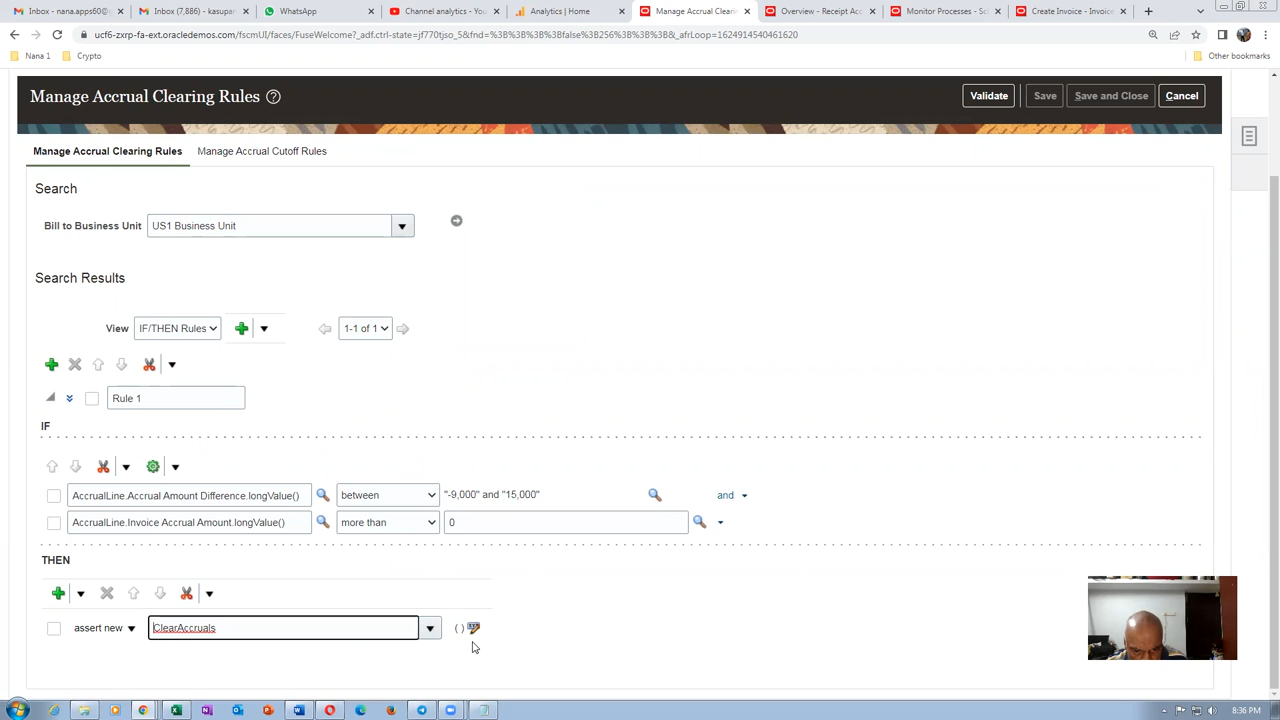 nana.apps60@gmail.c
Inbox (7,886) - kasupar
WhatsApp
Channel analytics - You
Analytics | Home
Manage Accrual Clearin
Overview - Receipt Acc
Monitor Processes - Sc
Create Invoice - Invoice
ucf6-zxrp-fa-ext.oracledemos.com/fscmUI/faces/FuseWelcome?_adf.ctrl-state=jf770tjso_5&fnd=%3B%3B%3B%3Bfalse%3B256%3B%3B%3B&_afrLoop=1624914540461620
Nana 1
Crypto
Other bookmarks
Manage Accrual Clearing Rules
Validate
Save
Save and Close
Cancel
Manage Accrual Clearing Rules
Manage Accrual Cutoff Rules
Search
Bill to Business Unit
US1 Business Unit
Search Results
View
IF/THEN Rules
1-1 of 1
Rule 1
IF
AccrualLine.Accrual Amount Difference.longValue()
between
"-9,000" and "15,000"
and
AccrualLine.Invoice Accrual Amount.longValue()
more than
0
THEN
assert new
ClearAccruals
( )
8:36 PM